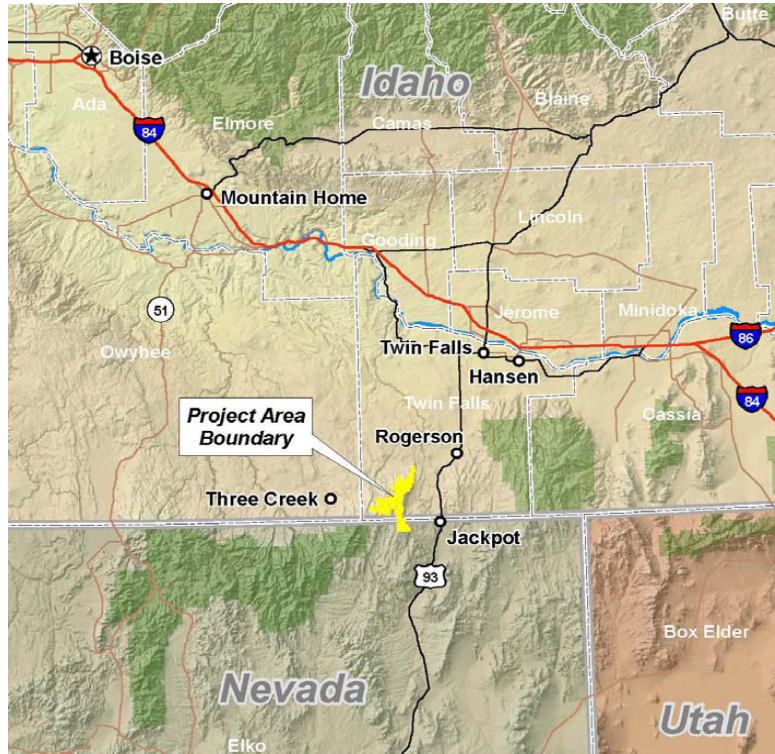 Butte
Boise
Idaho
Ada
Blaine
Elmore
Camas
84
Mountain Home
Lincoln
Gooding
51
Jerome
Minidoka
86
Owyhee
Twin Falls
Hansen
84
Twin Falls
Cassia
Project Area
Boundary
Rogerson
Three Creek
Jackpot
93
Box Elder
Nevada
Utah
Elko